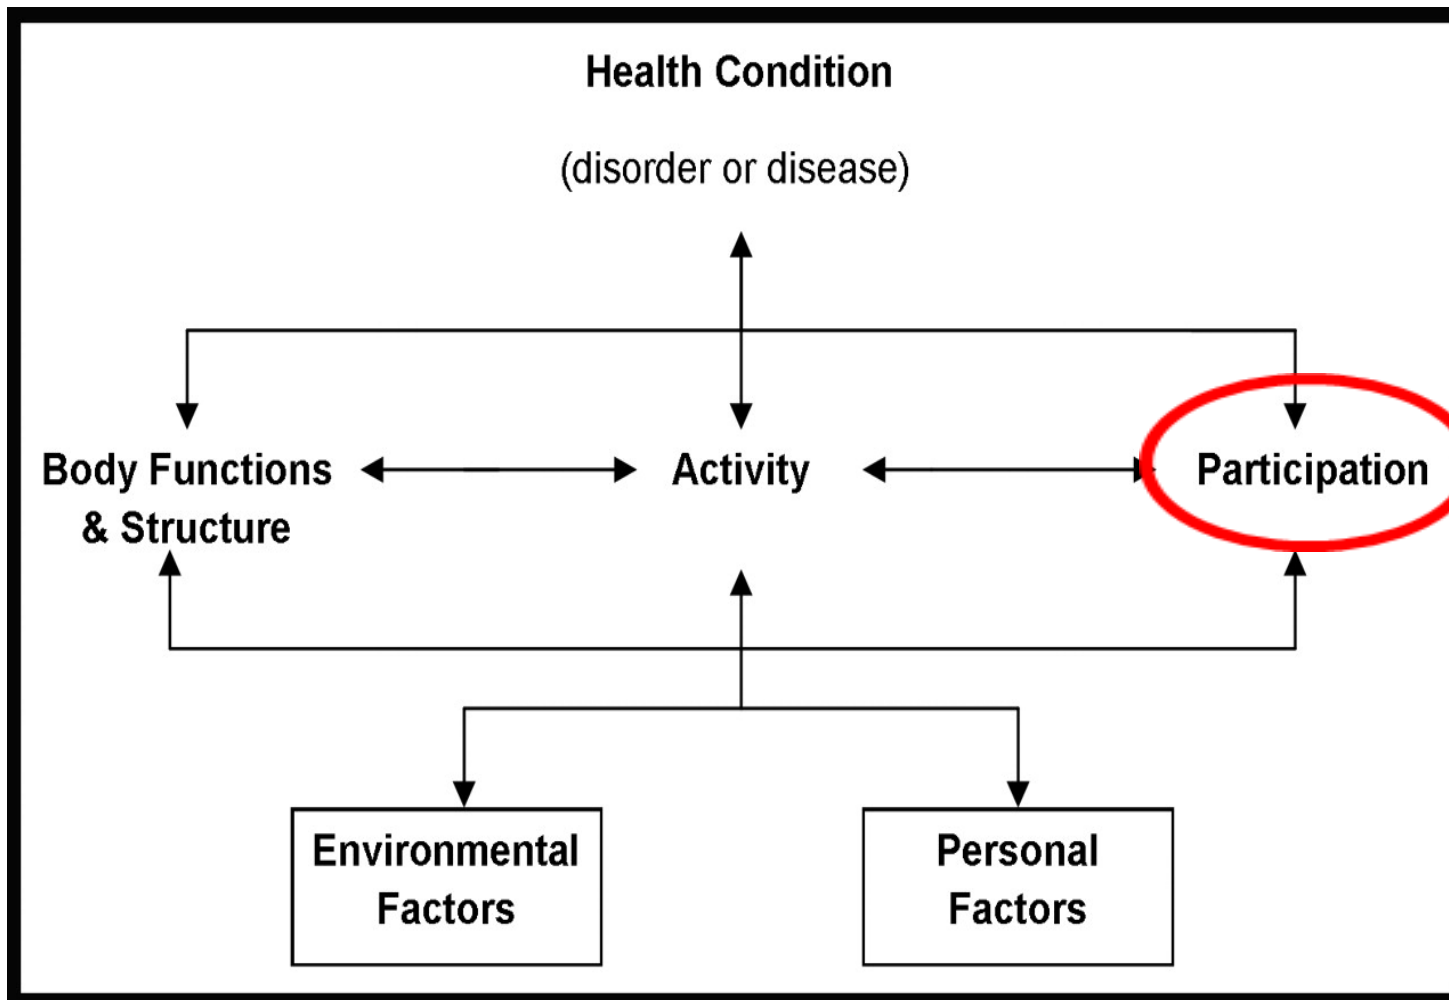 Health Condition
(disorder or disease)
Body Functions
& Structure
Activity
Participation
Environmental
Factors
Personal
Factors